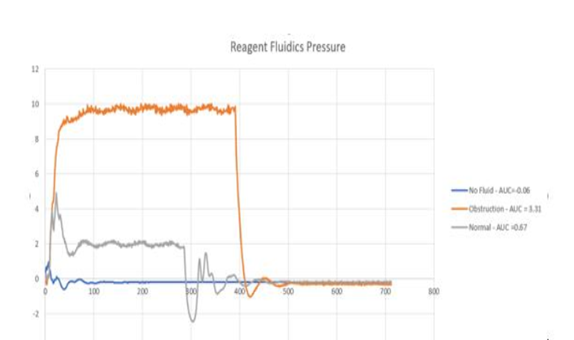 Reagent Fluidics Pressure
12
10
8
6
4
2
0
-2
0 100 200 300 400 500 600 700 800
No Fluid - AUC=-0.06
Obstruction - AUC = 3.31
Normal - AUC =0.67